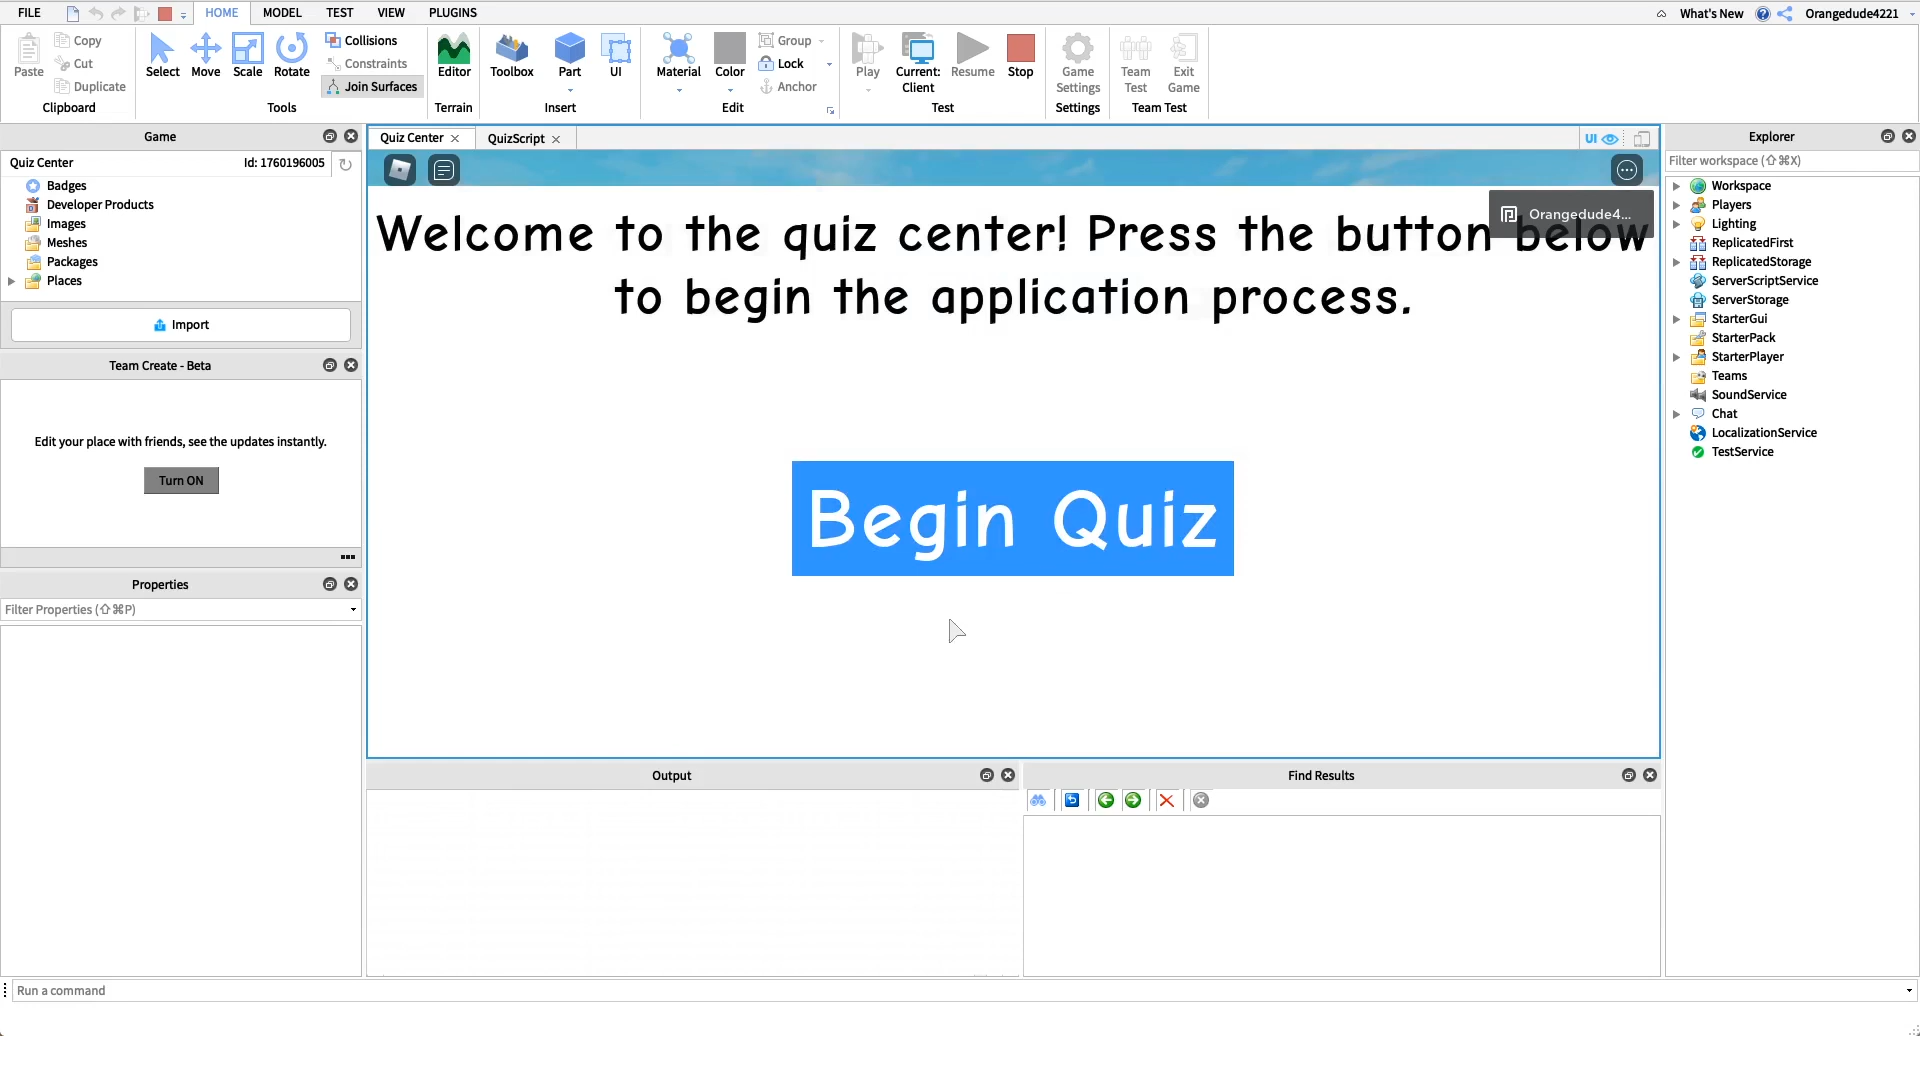 FILE
HOME
MODEL
TEST
VIEW
PLUGINS
What's New
Orangedude4221
Paste
Copy
Cut
Duplicate
Clipboard
Select
Move
Scale
Rotate
Collisions
Constraints
Join Surfaces
Tools
Editor
Terrain
Toolbox
Part
UI
Insert
Material
Color
Group
Lock
Anchor
Edit
Play
Current:
Client
Resume
Stop
Test
Game
Settings
Settings
Team
Test
Exit
Game
Team Test
Game
Quiz Center
Id: 1760196005
Badges
Developer Products
Images
Meshes
Packages
Places
Import
Team Create - Beta
Edit your place with friends, see the updates instantly.
Turn ON
Properties
Filter Properties (⇧⌘P)
Quiz Center
QuizScript
UI
Orangedude4...
Welcome to the quiz center! Press the button below
to begin the application process.
Begin Quiz
Output
Find Results
Explorer
Filter workspace (⇧⌘X)
Workspace
Players
Lighting
ReplicatedFirst
ReplicatedStorage
ServerScriptService
ServerStorage
StarterGui
StarterPack
StarterPlayer
Teams
SoundService
Chat
LocalizationService
TestService
Run a command